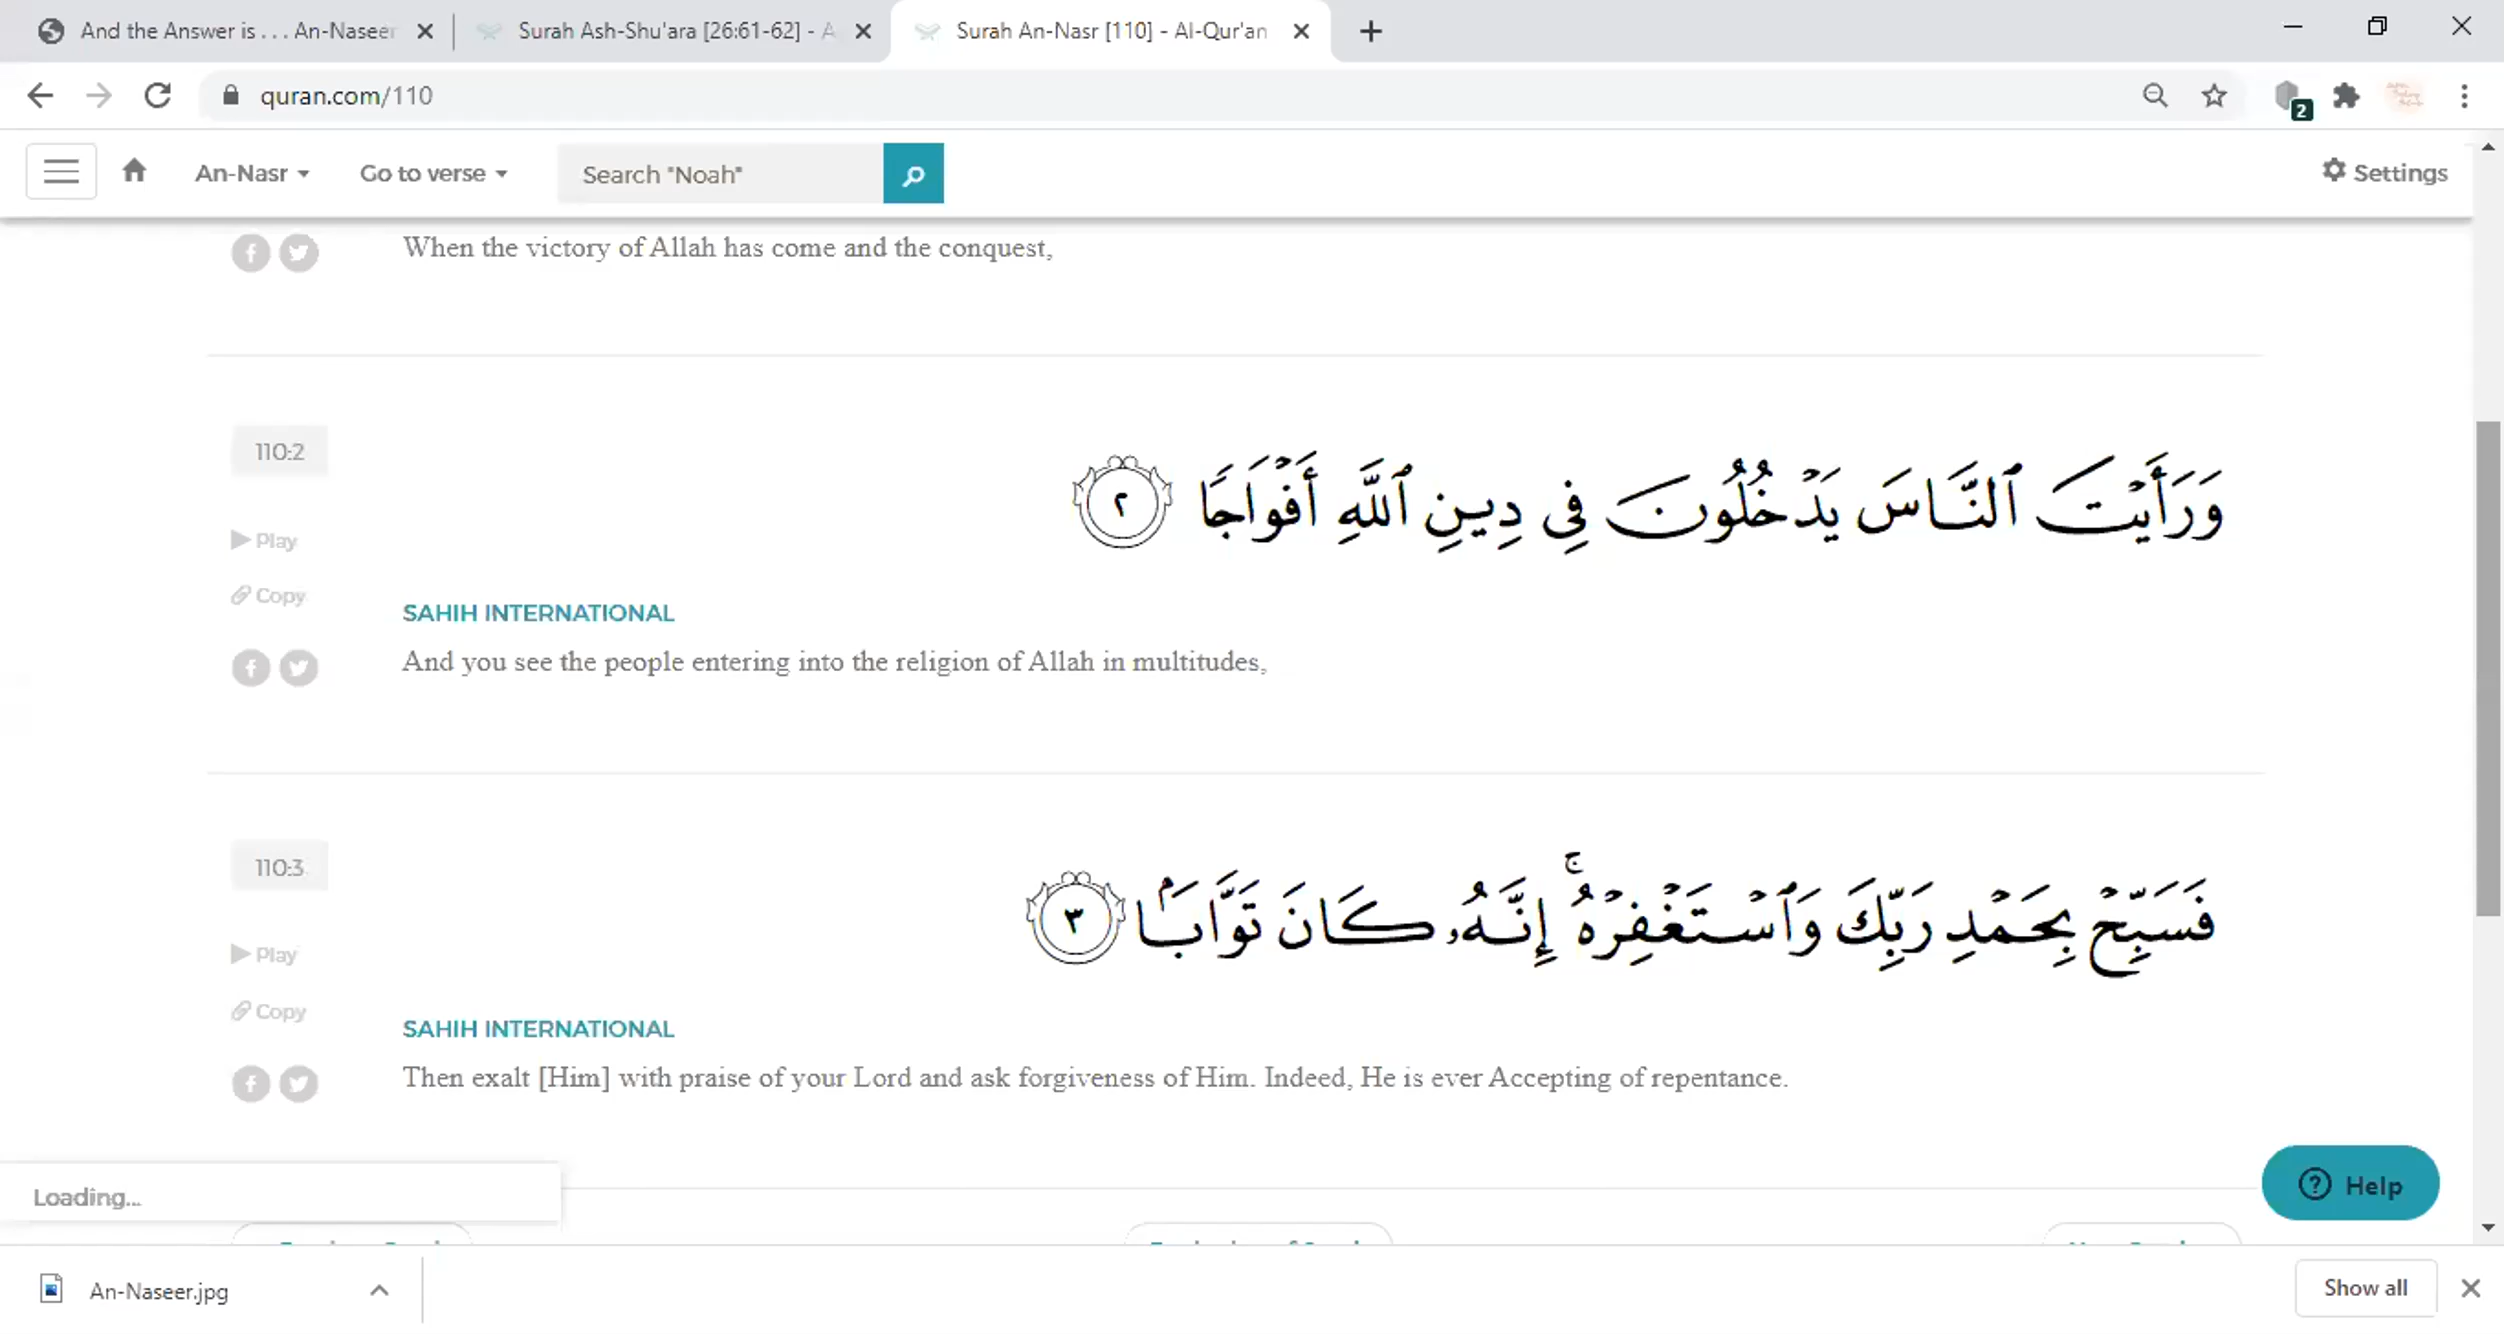 And the Answer is . . . An-Naseer
Surah Ash-Shu'ara [26:61-62] - A
Surah An-Nasr [110] - Al-Qur'an
quran.com/110
2
An-Nasr
Go to verse
Search "Noah"
Settings
When the victory of Allah has come and the conquest,
110:2
وَرَأَيْتَ ٱلنَّاسَ يَدْخُلُونَ فِى دِينِ ٱللَّهِ أَفْوَاجًا ٢
Play
Copy
SAHIH INTERNATIONAL
And you see the people entering into the religion of Allah in multitudes,
110:3
فَسَبِّحْ بِحَمْدِ رَبِّكَ وَٱسْتَغْفِرْهُ ۚ إِنَّهُۥ كَانَ تَوَّابًۢا ٣
Play
Copy
SAHIH INTERNATIONAL
Then exalt [Him] with praise of your Lord and ask forgiveness of Him. Indeed, He is ever Accepting of repentance.
Help
Loading...
An-Naseer.jpg
Show all